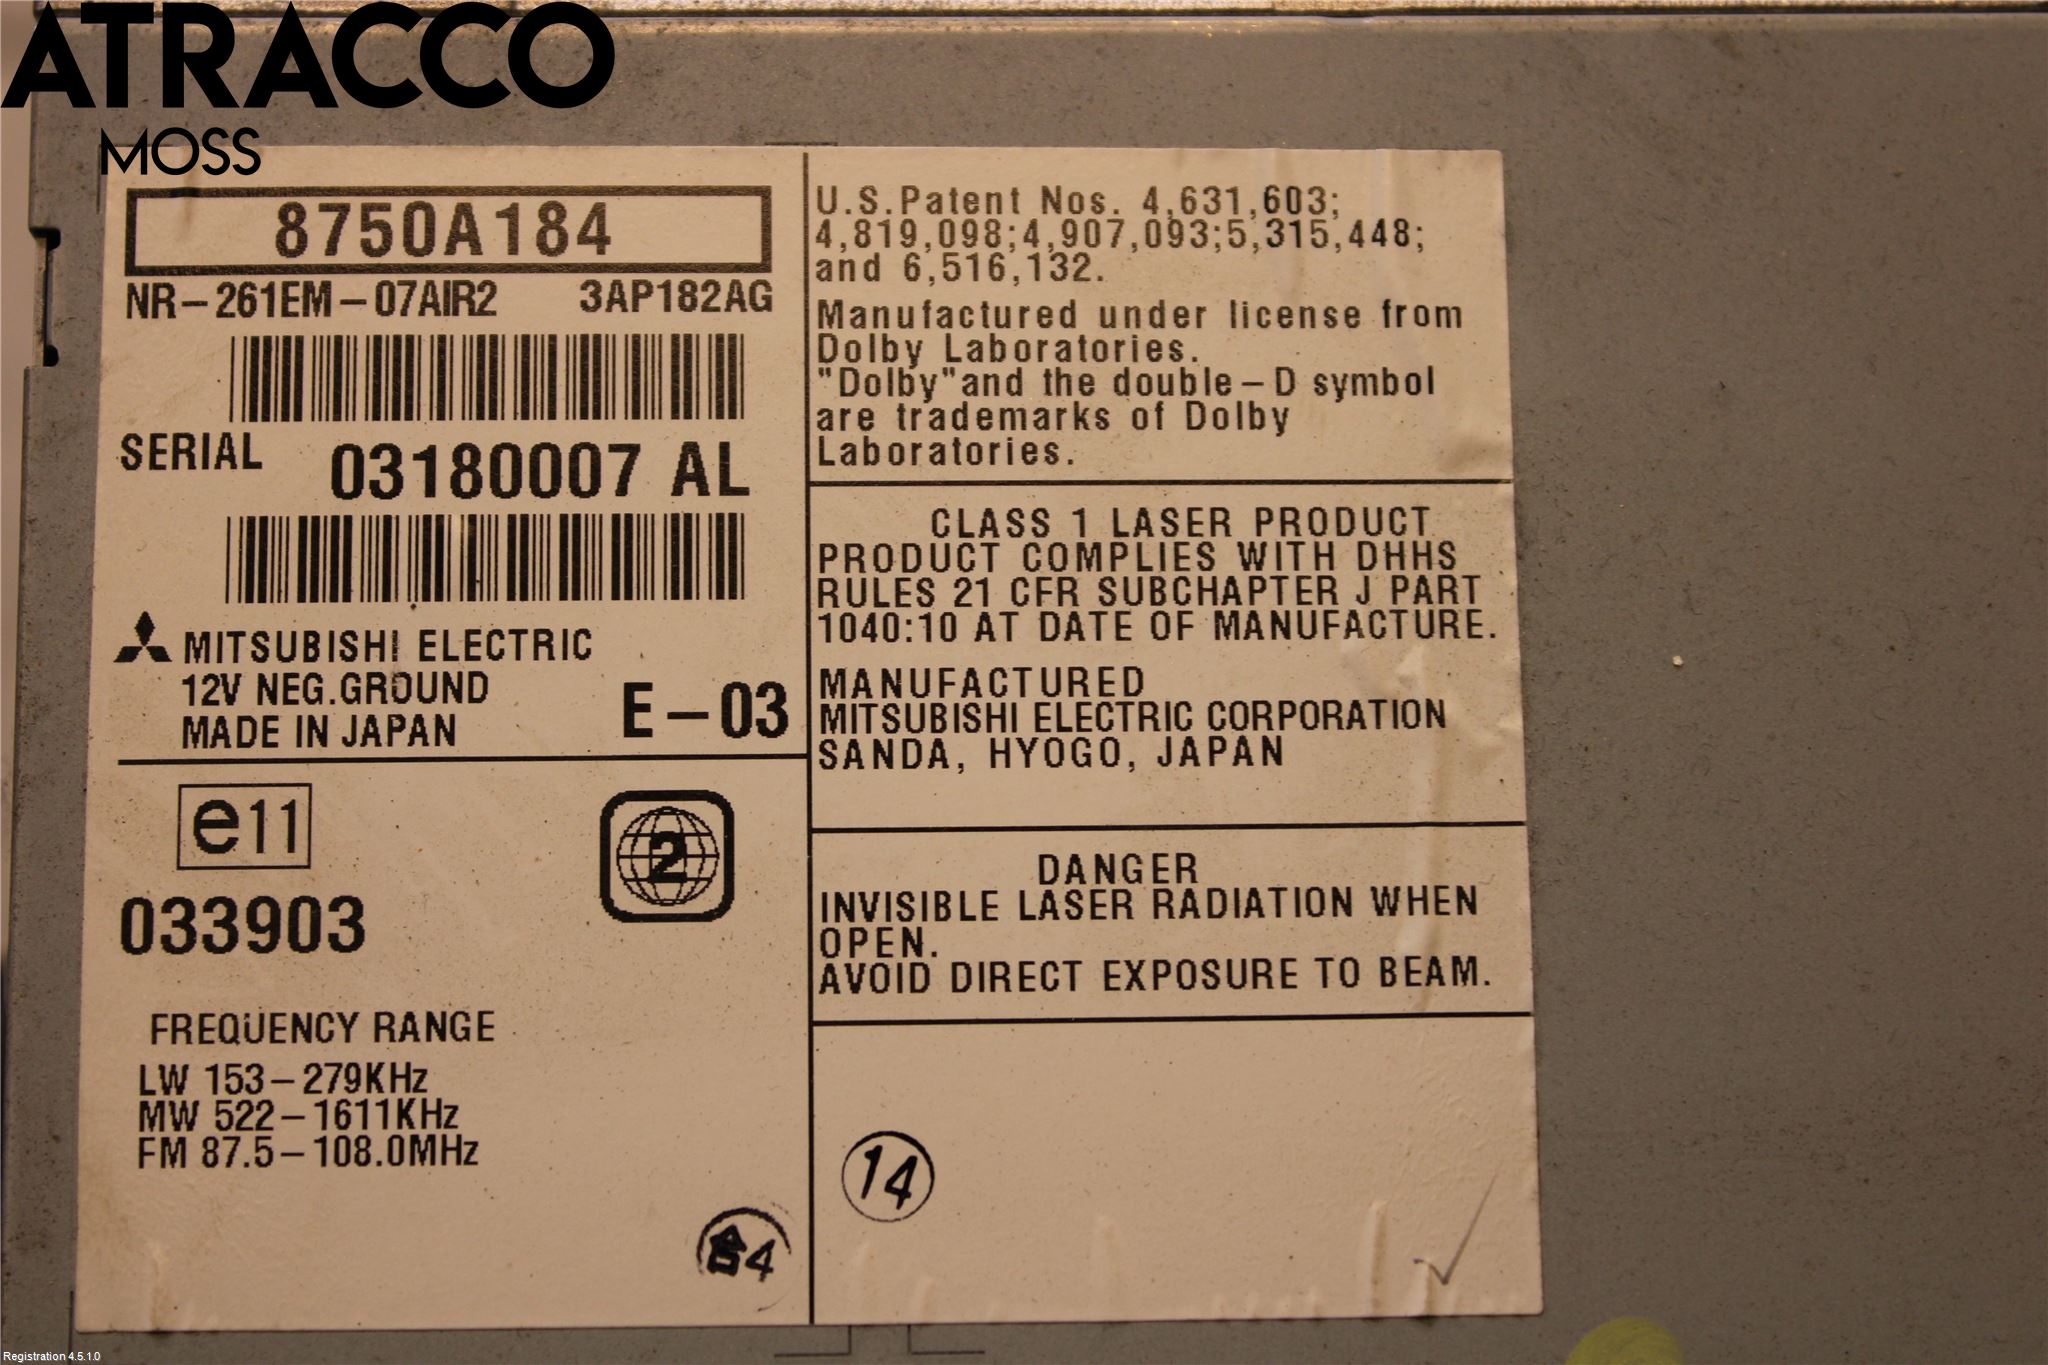 ATRACCO
MOSS
8750A184
NR-261EM-07AIR2 3AP182AG
SERIAL 03180007 AL
MITSUBISHI ELECTRIC
12V NEG.GROUND
MADE IN JAPAN
E-03
e11
2
033903
FREQUENCY RANGE
LW 153-279KHz
MW 522-1611KHz
FM 87.5-108.0MHz
合4
U.S.Patent Nos. 4,631,603;
4,819,098;4,907,093;5,315,448;
and 6,516,132.
Manufactured under license from
Dolby Laboratories.
"Dolby"and the double-D symbol
are trademarks of Dolby
Laboratories.
CLASS 1 LASER PRODUCT
PRODUCT COMPLIES WITH DHHS
RULES 21 CFR SUBCHAPTER J PART
1040:10 AT DATE OF MANUFACTURE.
MANUFACTURED
MITSUBISHI ELECTRIC CORPORATION
SANDA, HYOGO, JAPAN
DANGER
INVISIBLE LASER RADIATION WHEN
OPEN.
AVOID DIRECT EXPOSURE TO BEAM.
14
Registration 4.5.1.0